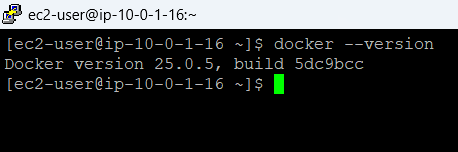 ec2-user@ip-10-0-1-16:~
[ec2-user@ip-10-0-1-16 ~]$ docker --version
Docker version 25.0.5, build 5dc9bcc
[ec2-user@ip-10-0-1-16 ~]$